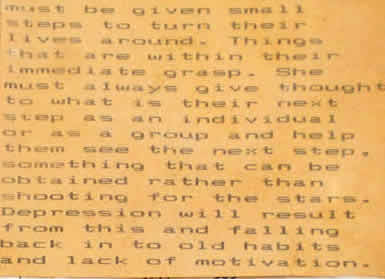 must be given small
steps to turn their
lives around. Things
that are within their
immediate grasp. She
must always give thought
to what is their next
step as an individual
or as a group and help
them see the next step.
something that can be
obtained rather than
shooting for the stars.
Depression will result
from this and falling
back in to old habits
and lack of motivation.